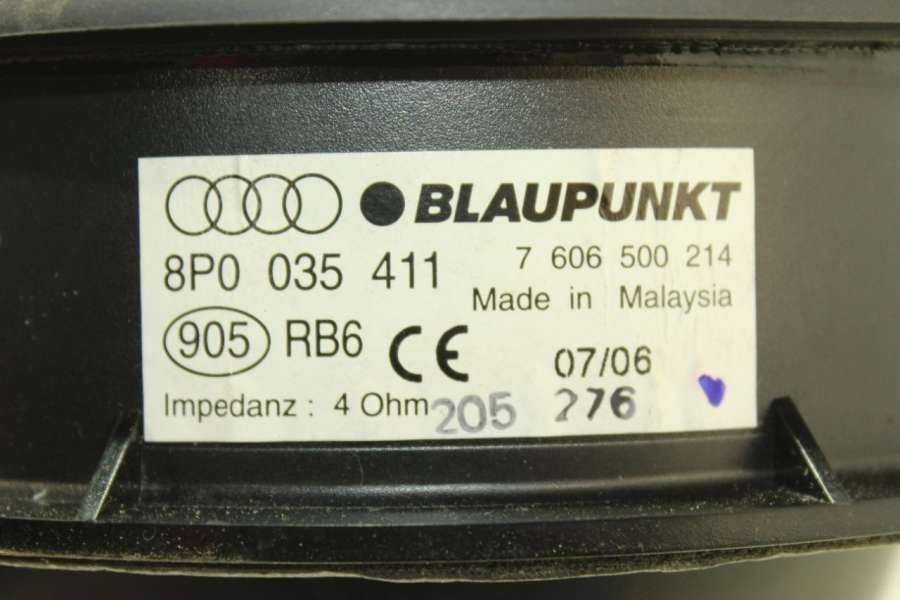 BLAUPUNKT
8P0 035 411 7 606 500 214
Made in Malaysia
905 RB6 CE 07/06
Impedanz : 4 Ohm 205 276